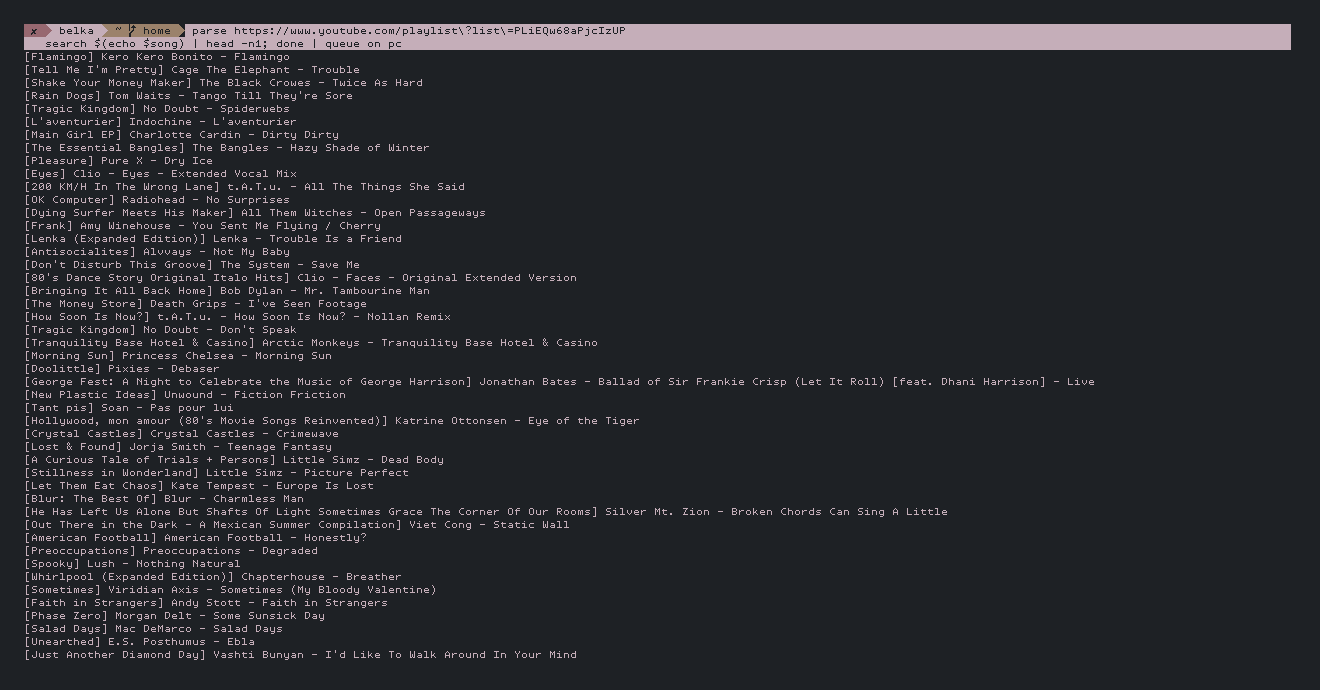 ✗ belka ~ home parse https://www.youtube.com/playlist\?list\=PLiEQw68aPjcIzUP
search $(echo $song) | head -n1; done | queue on pc
[Flamingo] Kero Kero Bonito - Flamingo
[Tell Me I'm Pretty] Cage The Elephant - Trouble
[Shake Your Money Maker] The Black Crowes - Twice As Hard
[Rain Dogs] Tom Waits - Tango Till They're Sore
[Tragic Kingdom] No Doubt - Spiderwebs
[L'aventurier] Indochine - L'aventurier
[Main Girl EP] Charlotte Cardin - Dirty Dirty
[The Essential Bangles] The Bangles - Hazy Shade of Winter
[Pleasure] Pure X - Dry Ice
[Eyes] Clio - Eyes - Extended Vocal Mix
[200 KM/H In The Wrong Lane] t.A.T.u. - All The Things She Said
[OK Computer] Radiohead - No Surprises
[Dying Surfer Meets His Maker] All Them Witches - Open Passageways
[Frank] Amy Winehouse - You Sent Me Flying / Cherry
[Lenka (Expanded Edition)] Lenka - Trouble Is a Friend
[Antisocialites] Alvvays - Not My Baby
[Don't Disturb This Groove] The System - Save Me
[80's Dance Story Original Italo Hits] Clio - Faces - Original Extended Version
[Bringing It All Back Home] Bob Dylan - Mr. Tambourine Man
[The Money Store] Death Grips - I've Seen Footage
[How Soon Is Now?] t.A.T.u. - How Soon Is Now? - Nollan Remix
[Tragic Kingdom] No Doubt - Don't Speak
[Tranquility Base Hotel & Casino] Arctic Monkeys - Tranquility Base Hotel & Casino
[Morning Sun] Princess Chelsea - Morning Sun
[Doolittle] Pixies - Debaser
[George Fest: A Night to Celebrate the Music of George Harrison] Jonathan Bates - Ballad of Sir Frankie Crisp (Let It Roll) [feat. Dhani Harrison] - Live
[New Plastic Ideas] Unwound - Fiction Friction
[Tant pis] Soan - Pas pour lui
[Hollywood, mon amour (80's Movie Songs Reinvented)] Katrine Ottonsen - Eye of the Tiger
[Crystal Castles] Crystal Castles - Crimewave
[Lost & Found] Jorja Smith - Teenage Fantasy
[A Curious Tale of Trials + Persons] Little Simz - Dead Body
[Stillness in Wonderland] Little Simz - Picture Perfect
[Let Them Eat Chaos] Kate Tempest - Europe Is Lost
[Blur: The Best Of] Blur - Charmless Man
[He Has Left Us Alone But Shafts Of Light Sometimes Grace The Corner Of Our Rooms] Silver Mt. Zion - Broken Chords Can Sing A Little
[Out There in the Dark - A Mexican Summer Compilation] Viet Cong - Static Wall
[American Football] American Football - Honestly?
[Preoccupations] Preoccupations - Degraded
[Spooky] Lush - Nothing Natural
[Whirlpool (Expanded Edition)] Chapterhouse - Breather
[Sometimes] Viridian Axis - Sometimes (My Bloody Valentine)
[Faith in Strangers] Andy Stott - Faith in Strangers
[Phase Zero] Morgan Delt - Some Sunsick Day
[Salad Days] Mac DeMarco - Salad Days
[Unearthed] E.S. Posthumus - Ebla
[Just Another Diamond Day] Vashti Bunyan - I'd Like To Walk Around In Your Mind